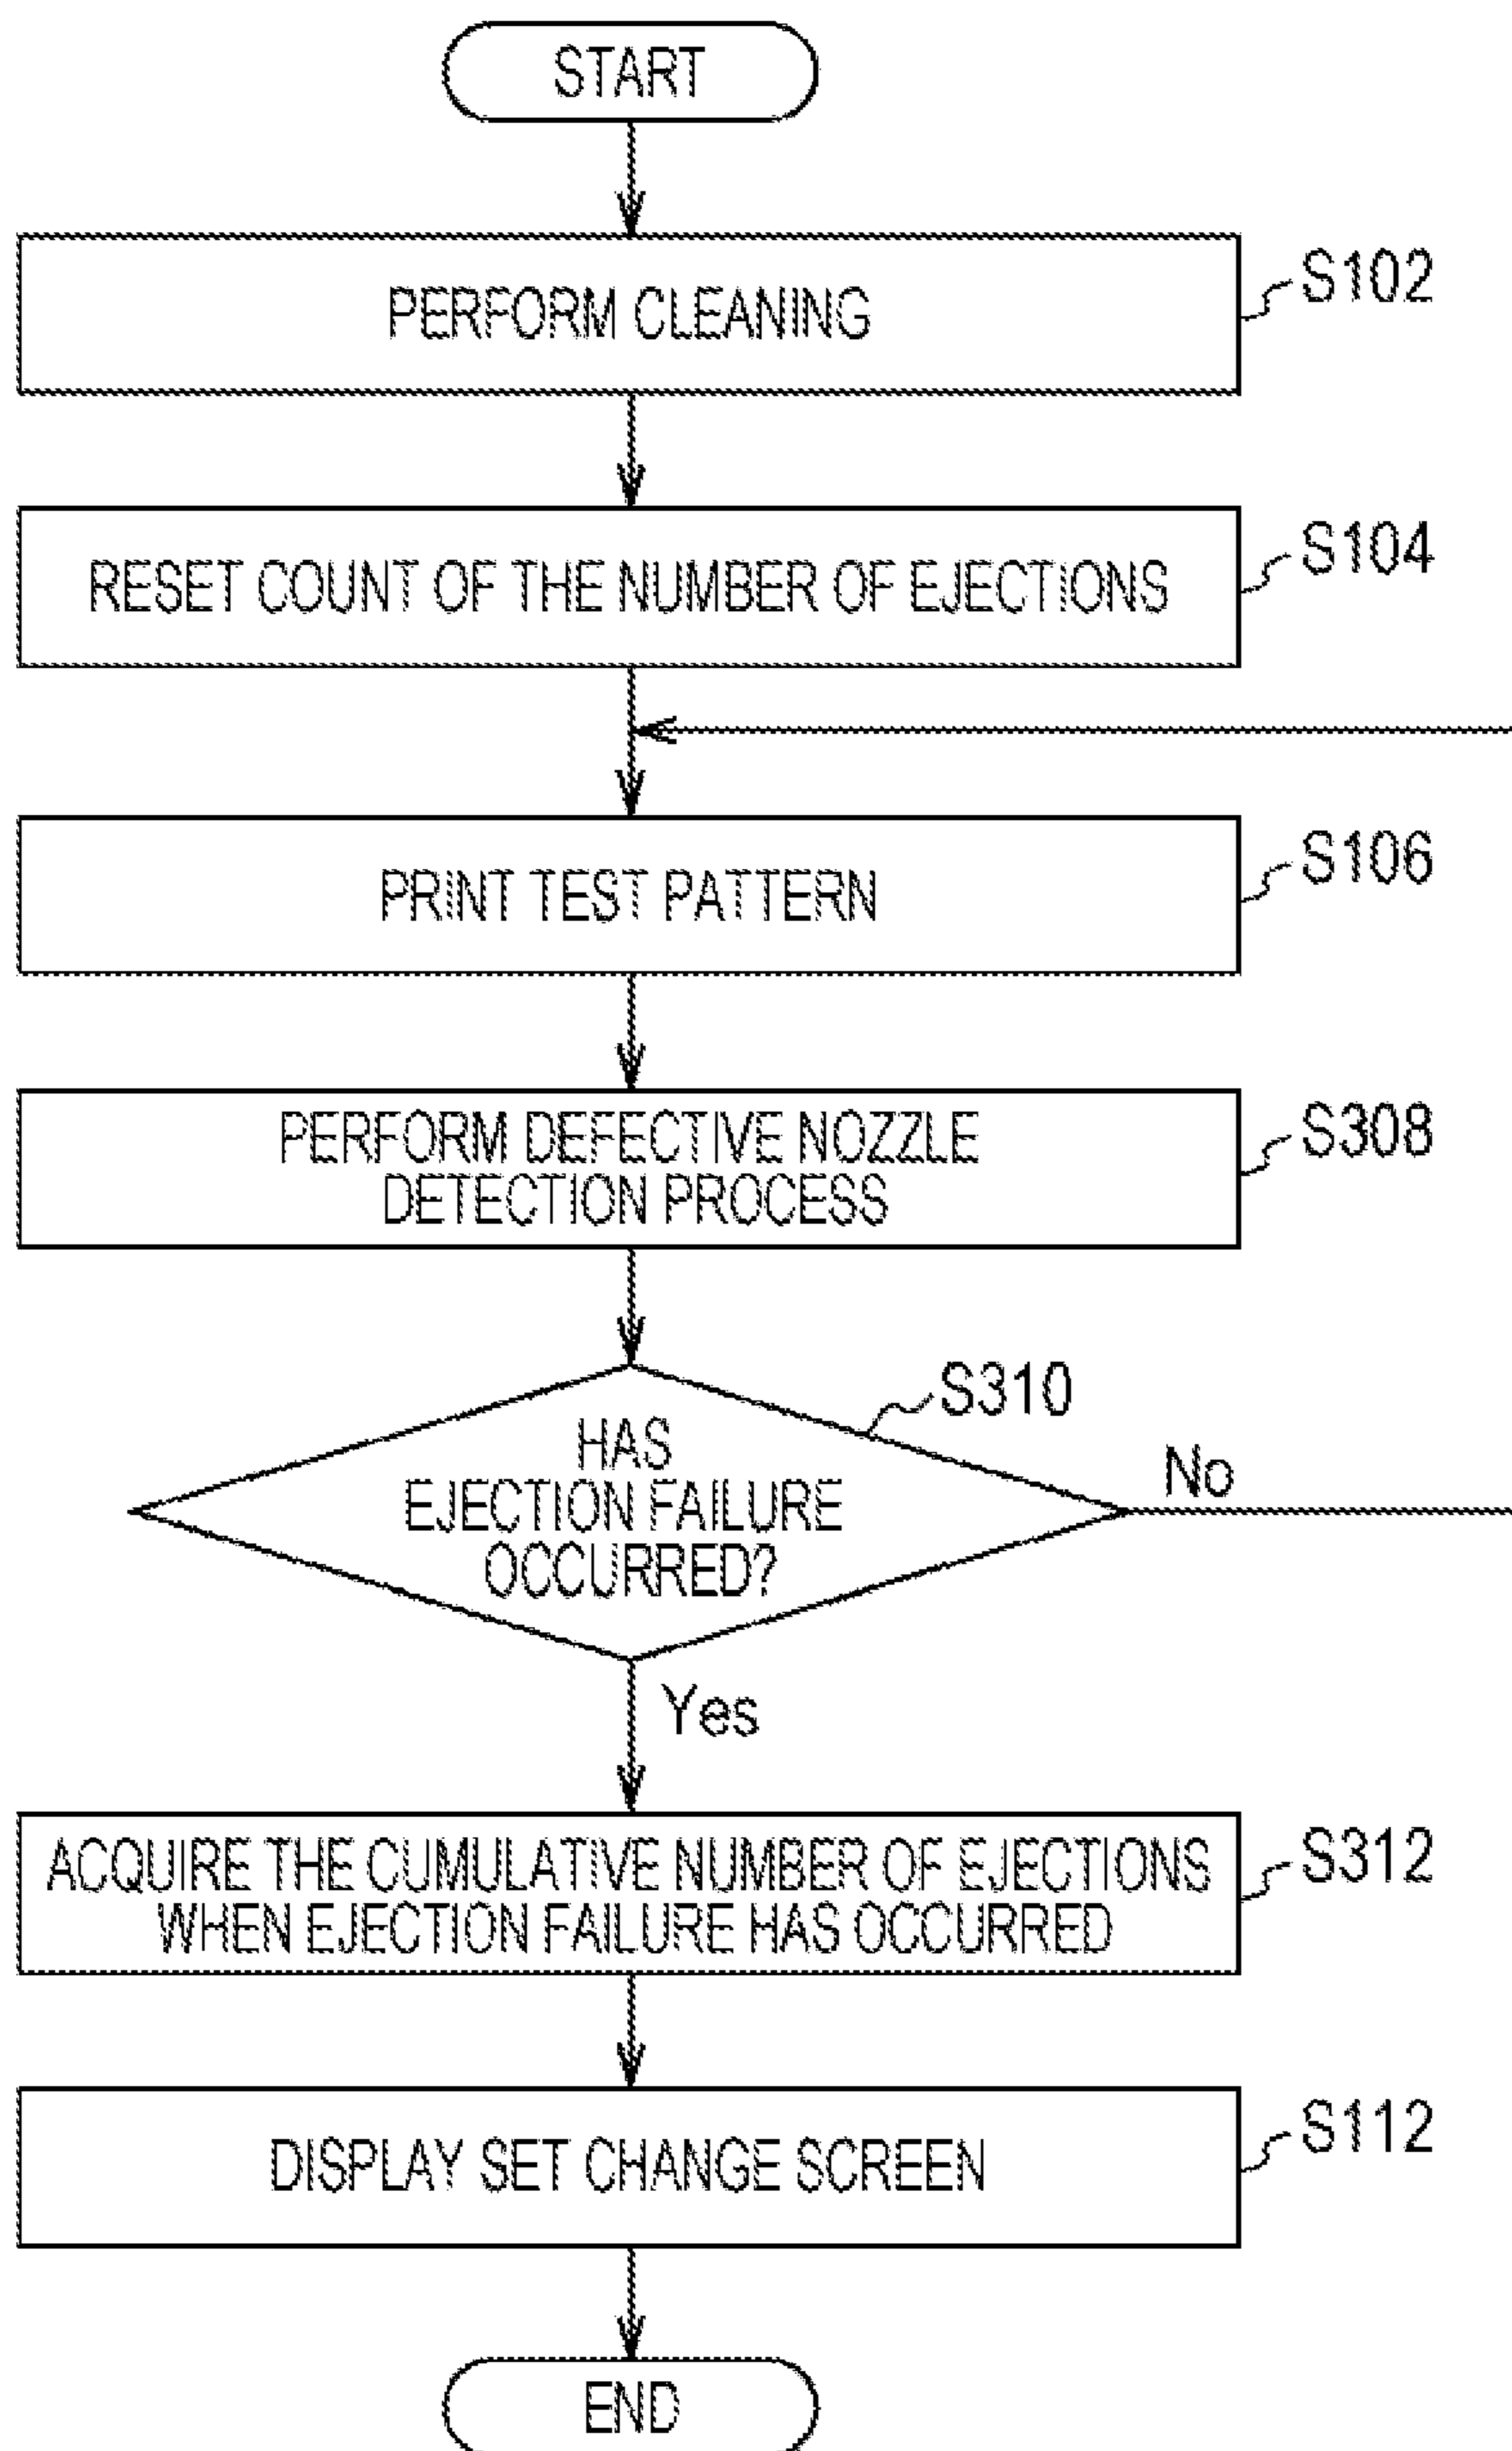 START
PERFORM CLEANING
S102
RESET COUNT OF THE NUMBER OF EJECTIONS
S104
PRINT TEST PATTERN
S106
PERFORM DEFECTIVE NOZZLE
DETECTION PROCESS
S308
HAS
EJECTION FAILURE
OCCURRED?
S310
No
Yes
ACQUIRE THE CUMULATIVE NUMBER OF EJECTIONS
WHEN EJECTION FAILURE HAS OCCURRED
S312
DISPLAY SET CHANGE SCREEN
S112
END